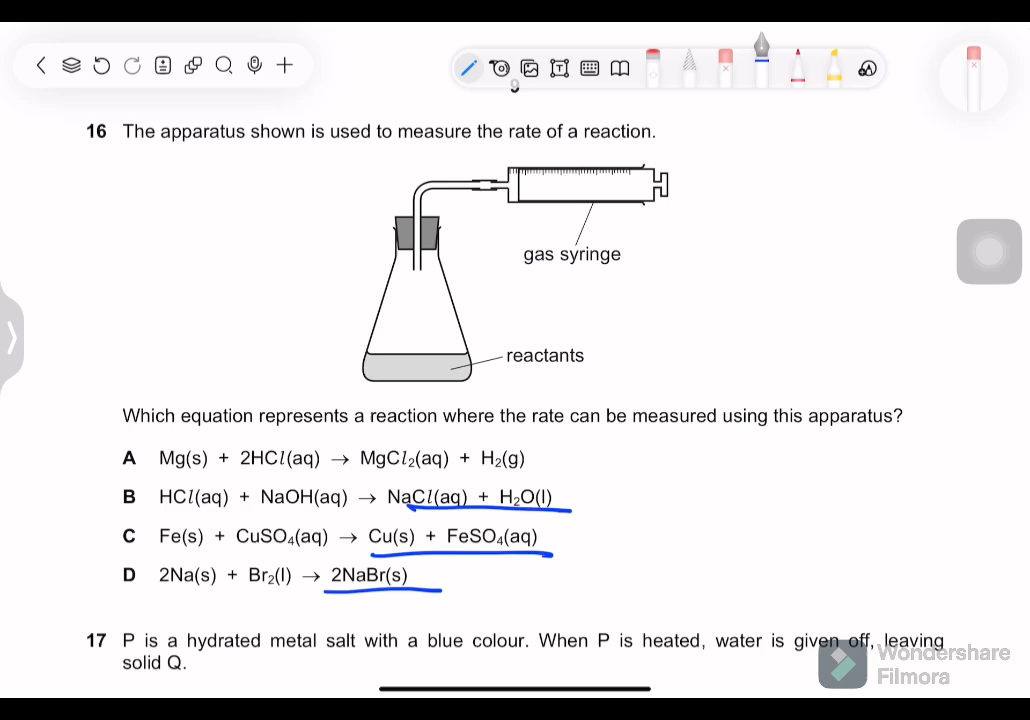 9
16 The apparatus shown is used to measure the rate of a reaction.
gas syringe
reactants
Which equation represents a reaction where the rate can be measured using this apparatus?
A Mg(s) + 2HCl(aq) → MgCl₂(aq) + H₂(g)
B HCl(aq) + NaOH(aq) → NaCl(aq) + H₂O(l)
C Fe(s) + CuSO₄(aq) → Cu(s) + FeSO₄(aq)
D 2Na(s) + Br₂(l) → 2NaBr(s)
17 P is a hydrated metal salt with a blue colour. When P is heated, water is given off, leaving
solid Q.
Wondershare
Filmora